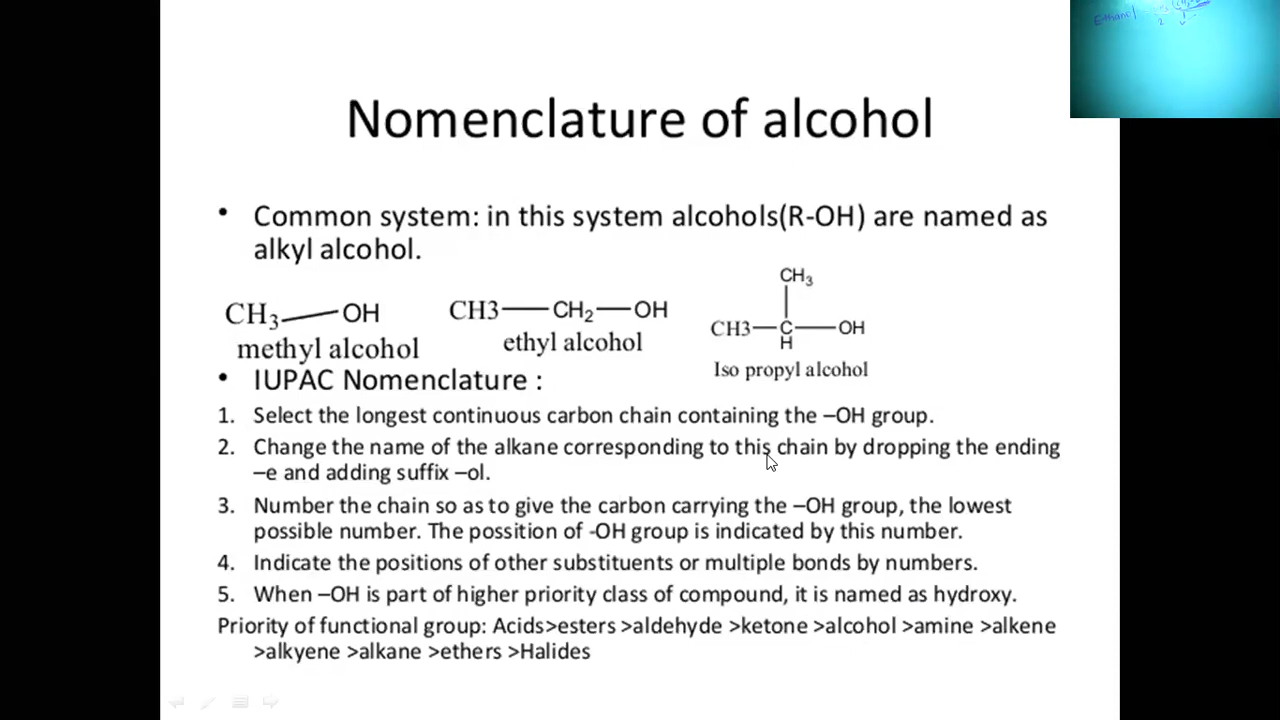 Ethanol
2
Nomenclature of alcohol
• Common system: in this system alcohols(R-OH) are named as
alkyl alcohol.
CH3 OH
methyl alcohol
CH3 CH2 OH
ethyl alcohol
CH3
CH3 C OH
H
Iso propyl alcohol
• IUPAC Nomenclature :
1. Select the longest continuous carbon chain containing the –OH group.
2. Change the name of the alkane corresponding to this chain by dropping the ending
–e and adding suffix –ol.
3. Number the chain so as to give the carbon carrying the –OH group, the lowest
possible number. The possition of -OH group is indicated by this number.
4. Indicate the positions of other substituents or multiple bonds by numbers.
5. When –OH is part of higher priority class of compound, it is named as hydroxy.
Priority of functional group: Acids>esters >aldehyde >ketone >alcohol >amine >alkene
>alkyene >alkane >ethers >Halides